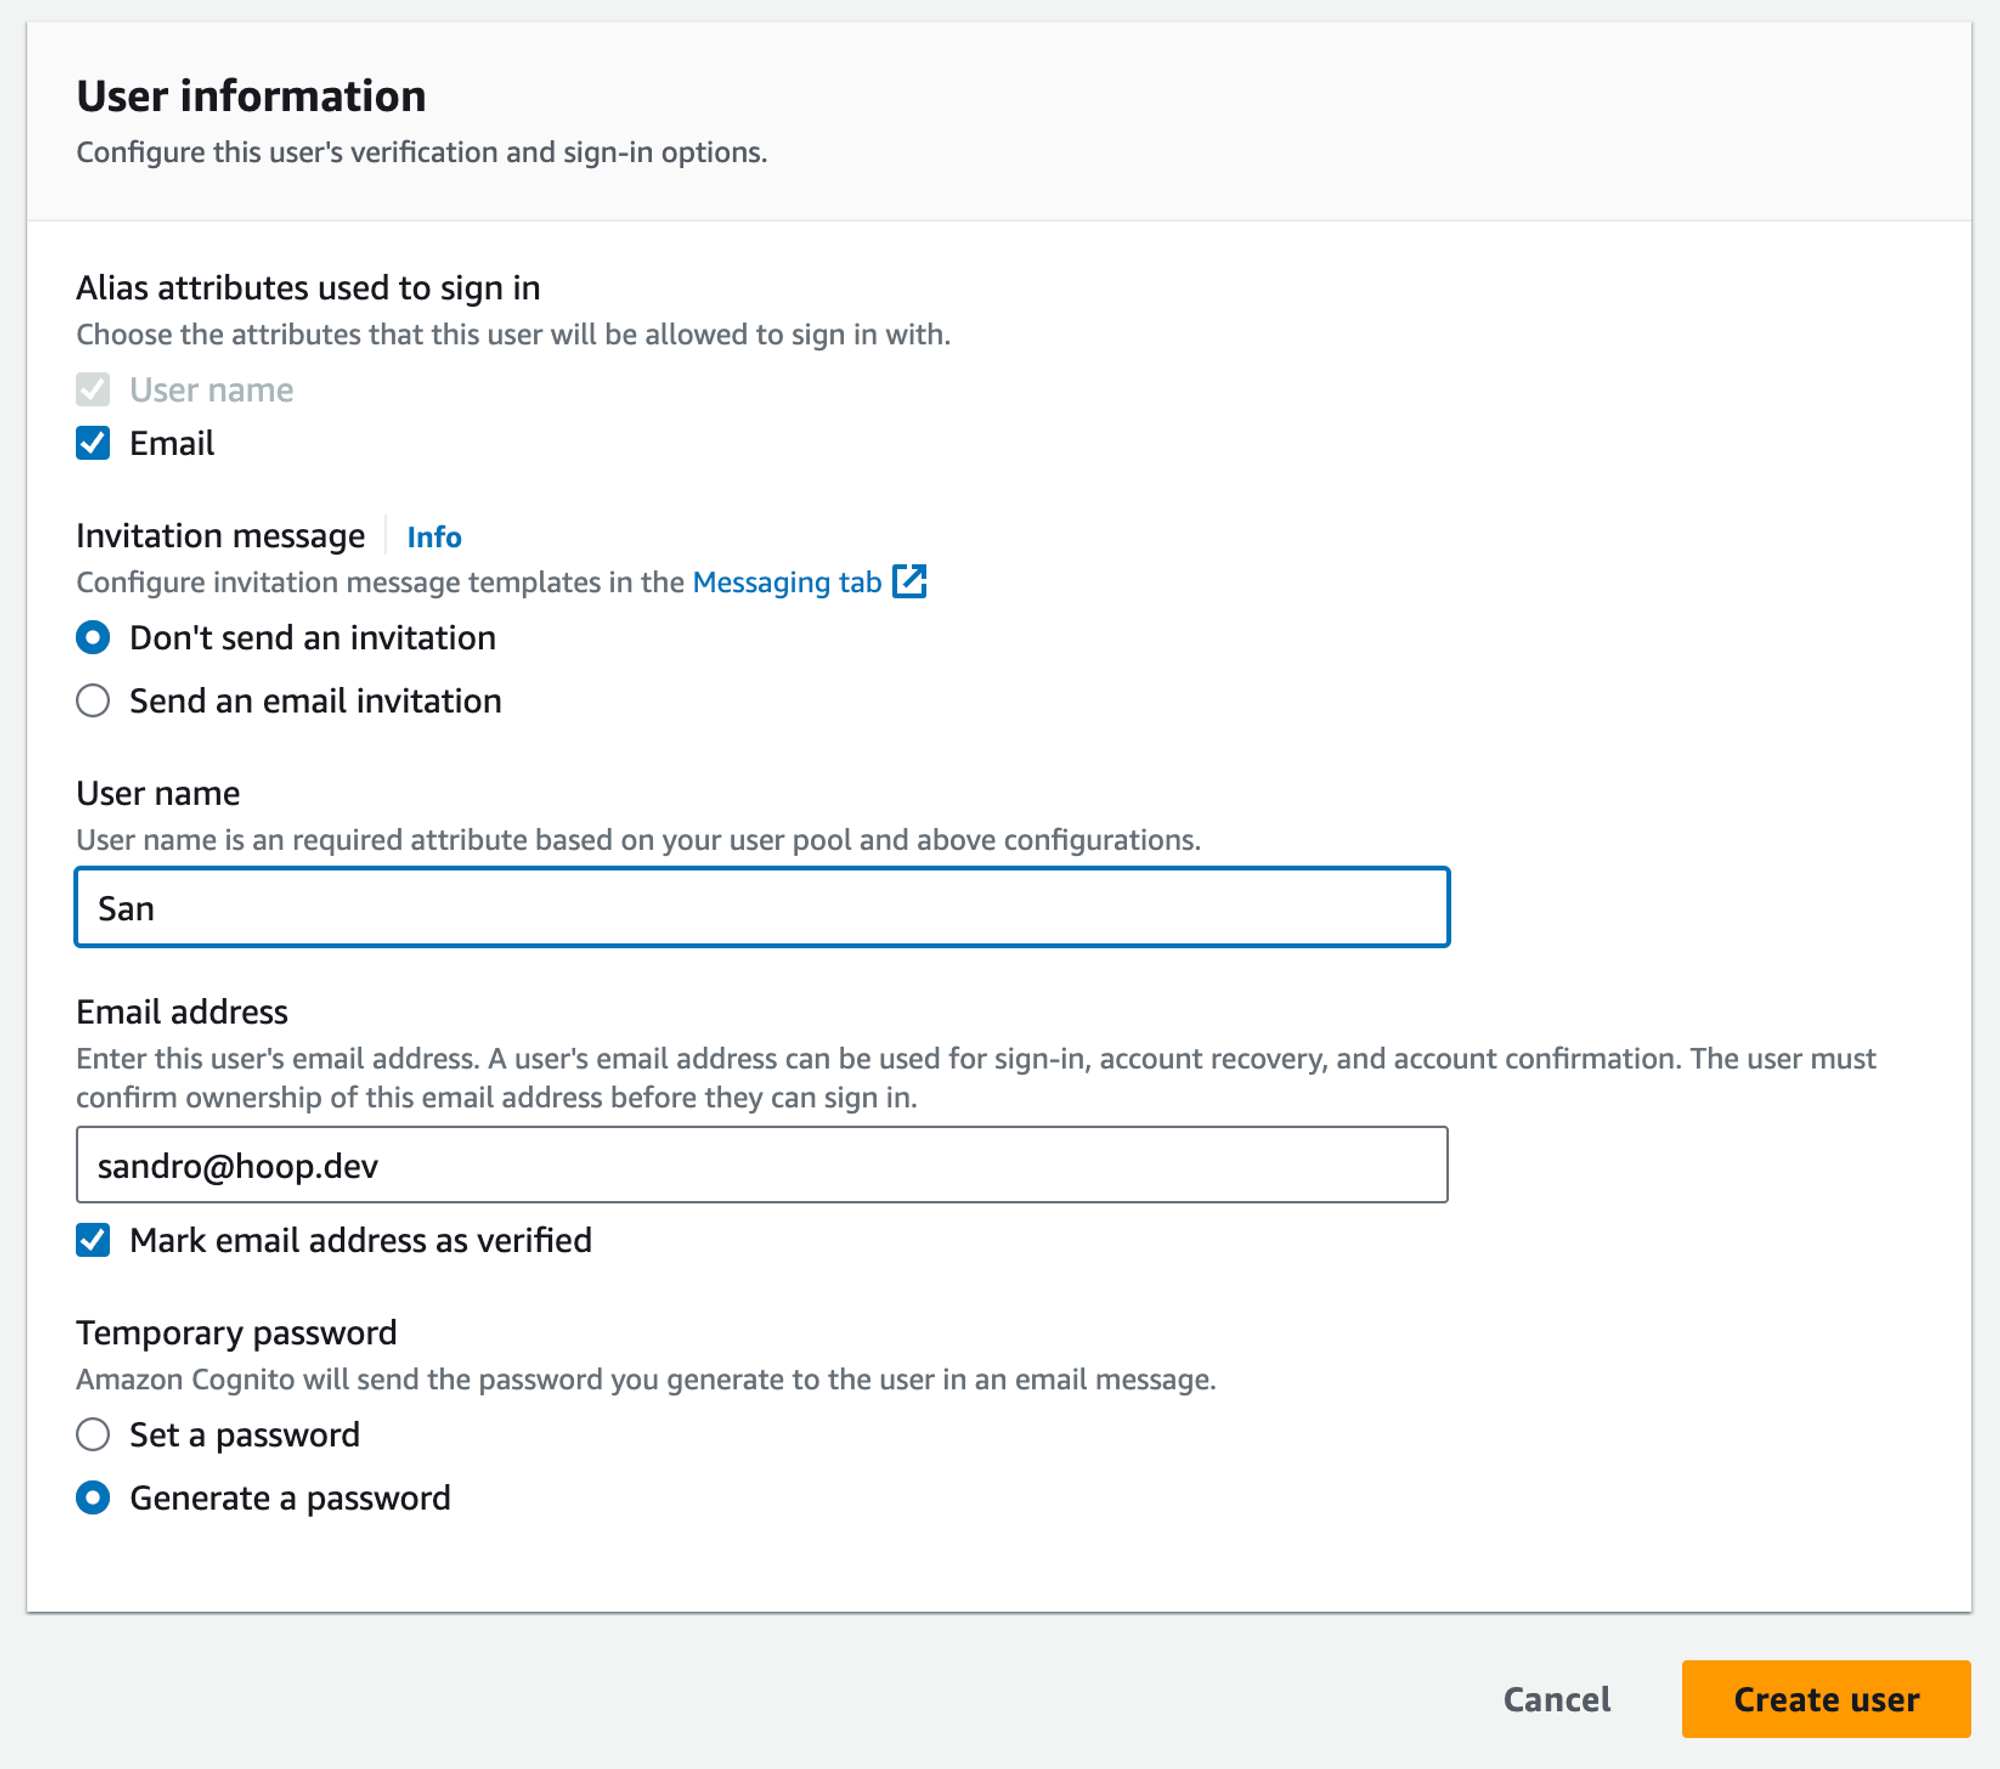 User information
Configure this user's verification and sign-in options.
Alias attributes used to sign in
Choose the attributes that this user will be allowed to sign in with.
User name
Email
Invitation message Info
Configure invitation message templates in the Messaging tab
Don't send an invitation
Send an email invitation
User name
User name is an required attribute based on your user pool and above configurations.
San
Email address
Enter this user's email address. A user's email address can be used for sign-in, account recovery, and account confirmation. The user must
confirm ownership of this email address before they can sign in.
sandro@hoop.dev
Mark email address as verified
Temporary password
Amazon Cognito will send the password you generate to the user in an email message.
Set a password
Generate a password
Cancel Create user